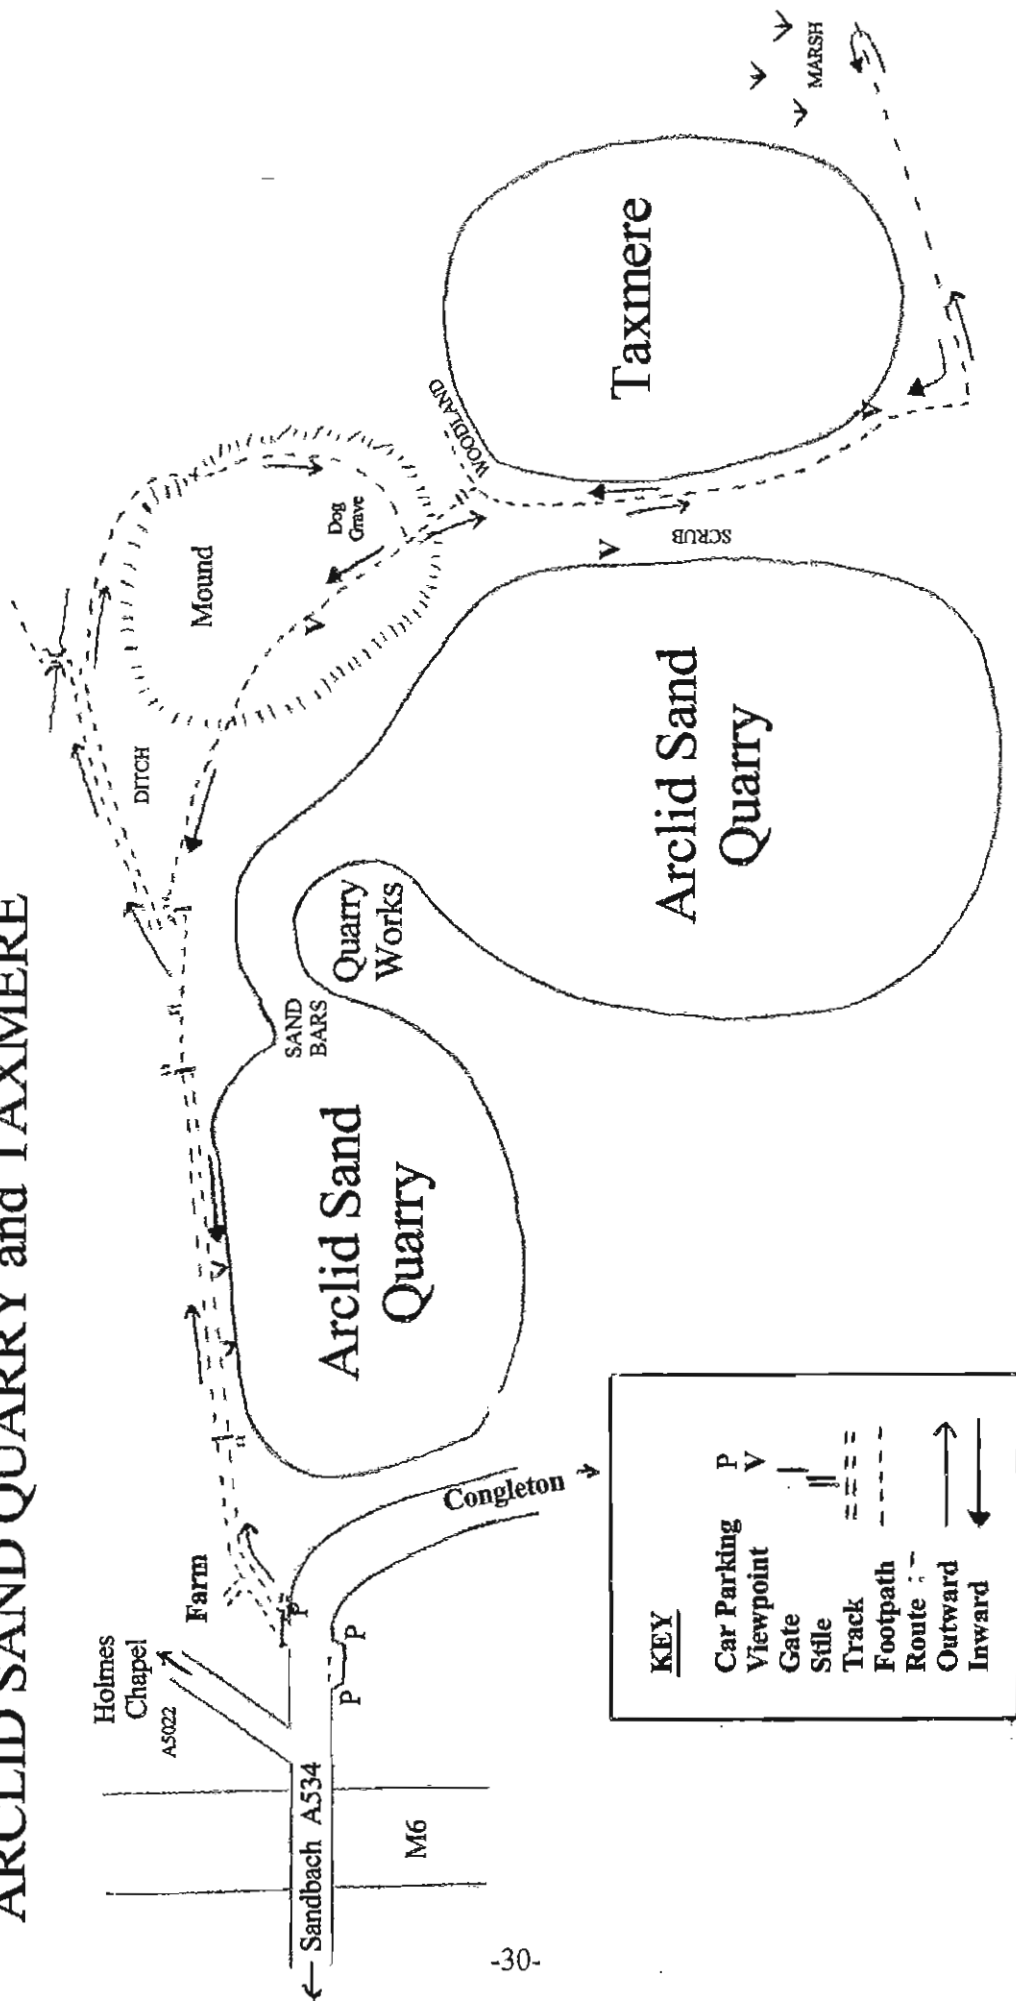 ARCLID SAND QUARRY and TAXMERE
Holmes
Chapel
A5022
Farm
DITCH
Mound
Dog
Grave
WOODLAND
MARSH
Taxmere
V
V
V
SCRUB
SAND
BARS
Quarry
Works
Arclid Sand
Quarry
Arclid Sand
Quarry
V
V
P
P
P
← Sandbach A534
M6
Congleton →
KEY
Car Parking P
Viewpoint V
Gate
Stile
Track
Footpath
Route
Outward
Inward
-30-